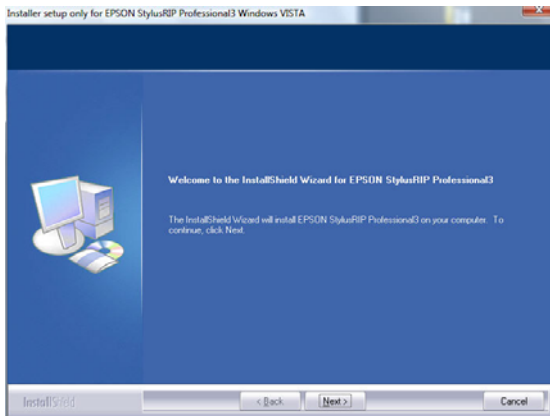 Installer setup only for EPSON StylusRIP Professional3 Windows VISTA
Welcome to the InstallShield Wizard for EPSON StylusRIP Professional3
The InstallShield Wizard will install EPSON StylusRIP Professional3 on your computer. To
continue, click Next.
InstallShield
< Back
Next >
Cancel